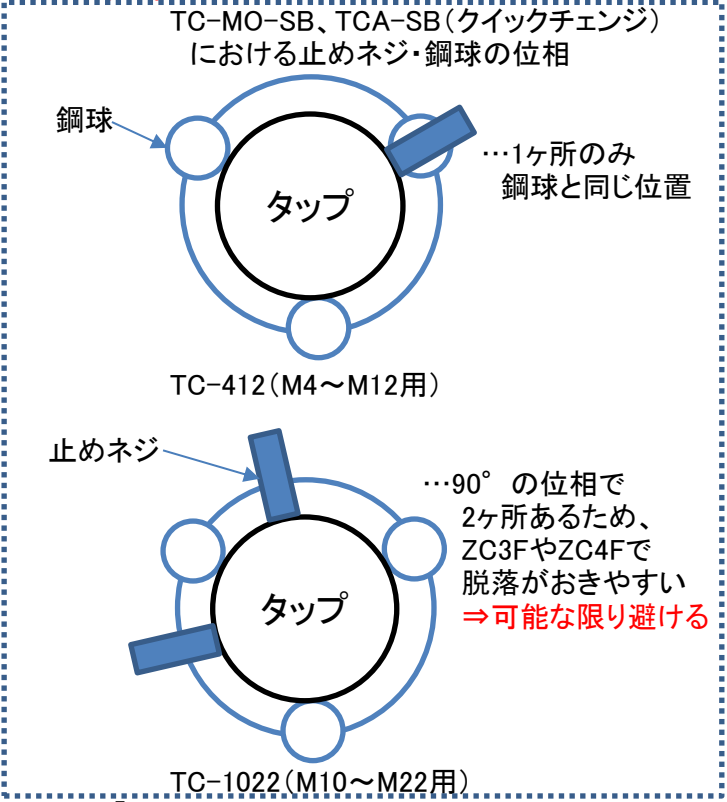 TC-MO-SB、TCA-SB(クイックチェンジ)
における止めネジ・鋼球の位相
鋼球
…1ヶ所のみ
鋼球と同じ位置
タップ
TC-412(M4～M12用)
止めネジ
…90°の位相で
2ヶ所あるため、
ZC3FやZC4Fで
脱落がおきやすい
⇒可能な限り避ける
タップ
TC-1022(M10～M22用)